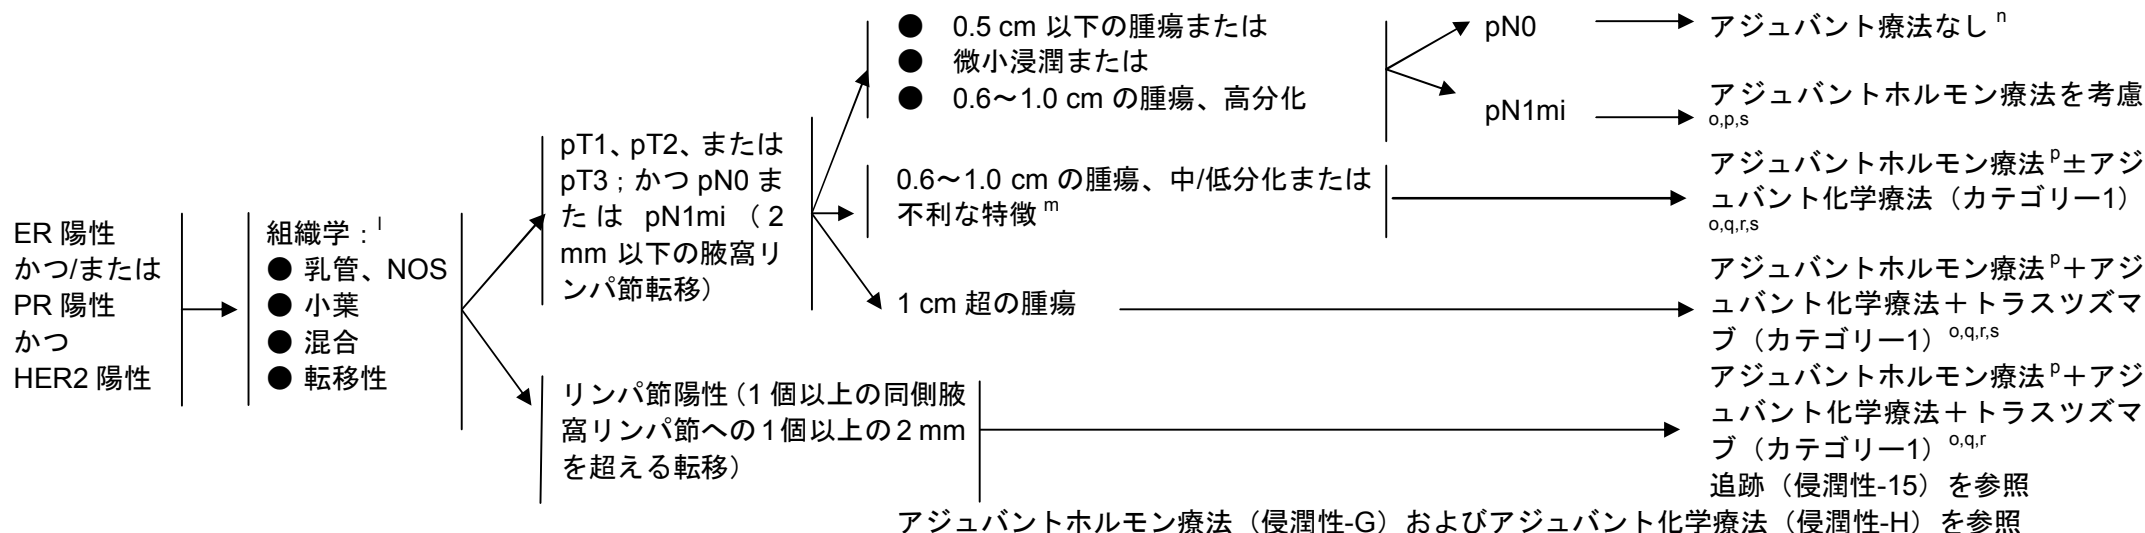 ER 陽性
かつ/または
PR 陽性
かつ
HER2 陽性
組織学：l
● 乳管、NOS
● 小葉
● 混合
● 転移性
pT1、pT2、または
pT3；かつ pN0 ま
たは pN1mi（2
mm 以下の腋窩リ
ンパ節転移）
リンパ節陽性（1 個以上の同側腋
窩リンパ節への1個以上の2 mm
を超える転移）
● 0.5 cm 以下の腫瘍または
● 微小浸潤または
● 0.6～1.0 cm の腫瘍、高分化
0.6～1.0 cm の腫瘍、中/低分化または
不利な特徴 m
1 cm 超の腫瘍
pN0
pN1mi
アジュバント療法なし n
アジュバントホルモン療法を考慮
o,p,s
アジュバントホルモン療法 p±アジ
ュバント化学療法（カテゴリー1）
o,q,r,s
アジュバントホルモン療法 p＋アジ
ュバント化学療法＋トラスツズマ
ブ（カテゴリー1）o,q,r,s
アジュバントホルモン療法 p＋アジ
ュバント化学療法＋トラスツズマ
ブ（カテゴリー1）o,q,r
追跡（侵潤性-15）を参照
アジュバントホルモン療法（侵潤性-G）およびアジュバント化学療法（侵潤性-H）を参照